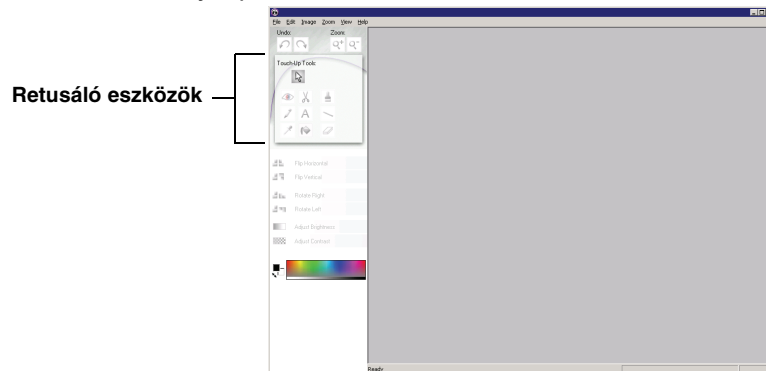 File Edit Image Zoom View Help
Undo: Zoom:
Touch-Up Tools:
Retusáló eszközök
A
Flip Horizontal
Flip Vertical
Rotate Right
Rotate Left
Adjust Brightness
Adjust Contrast
Ready